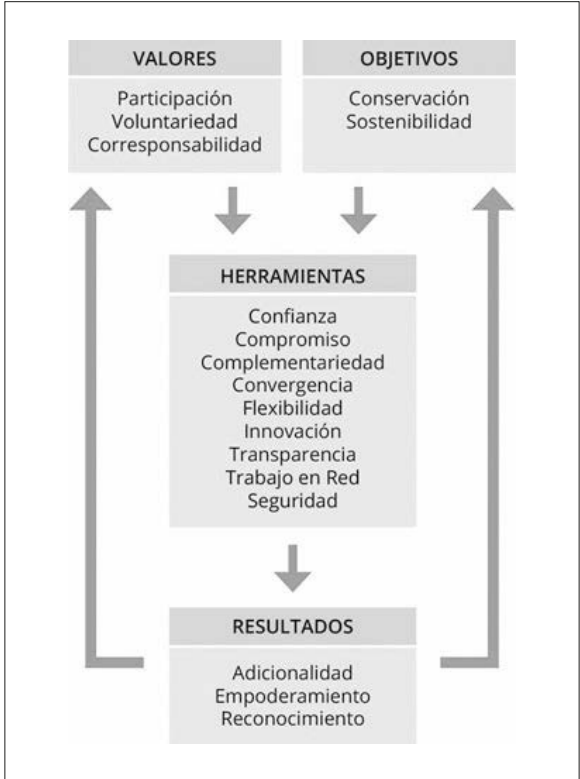 VALORES
Participación
Voluntariedad
Corresponsabilidad
OBJETIVOS
Conservación
Sostenibilidad
HERRAMIENTAS
Confianza
Compromiso
Complementariedad
Convergencia
Flexibilidad
Innovación
Transparencia
Trabajo en Red
Seguridad
RESULTADOS
Adicionalidad
Empoderamiento
Reconocimiento